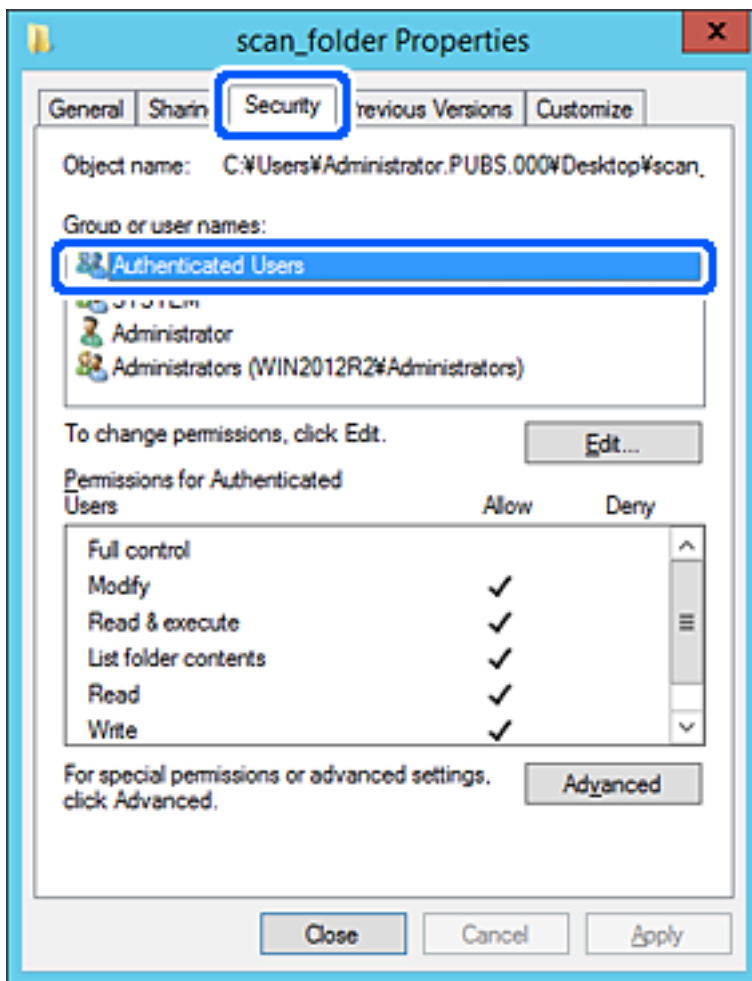 scan_folder Properties
General Security Previous Versions Customize
Object name: C:¥Users¥Administrator.PUBS.000¥Desktop¥scan_
Group or user names:
Authenticated Users
SYSTEM
Administrator
Administrators (WIN2012R2¥Administrators)
To change permissions, click Edit.
Edit...
Permissions for Authenticated
Users Allow Deny
Full control
Modify
Read & execute
List folder contents
Read
Write
For special permissions or advanced settings,
click Advanced.
Advanced
Close Cancel Apply